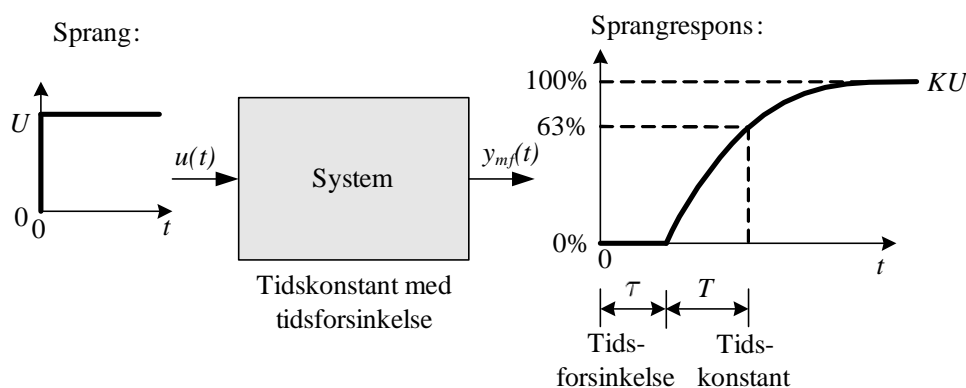 Sprang:
U
0
0
t
u(t)
System
y_mf(t)
Tidskonstant med
tidsforsinkelse
Sprangrespons:
100%
63%
0%
0
KU
t
τ
T
Tids-
forsinkelse
Tids-
konstant